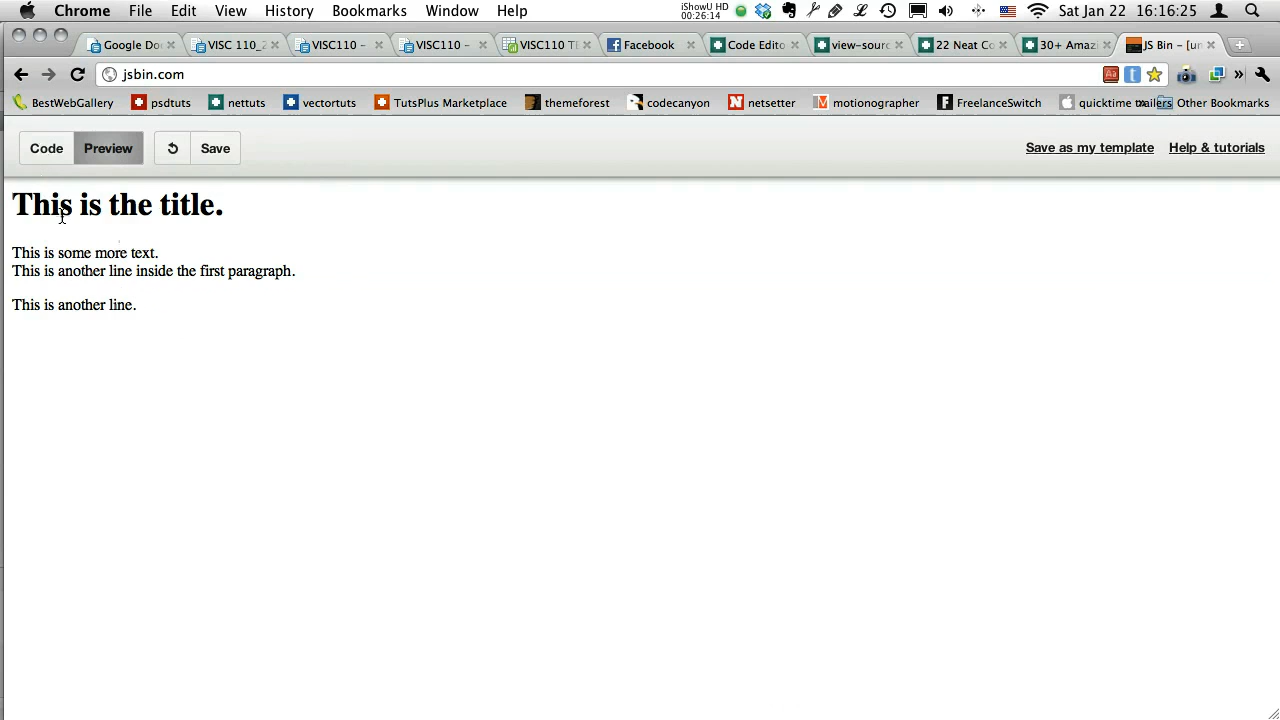 Chrome File Edit View History Bookmarks Window Help iShowU HD 00:26:14 Sat Jan 22 16:16:25
Google Do VISC 110_ VISC110 - VISC110 - VISC110 Facebook Code Edito view-sourc 22 Neat Co 30+ Amaz JS Bin - [un
jsbin.com
BestWebGallery psdtuts nettuts vectortuts TutsPlus Marketplace themeforest codecanyon netsetter motionographer FreelanceSwitch quicktime trailers Other Bookmarks
Code Preview Save Save as my template Help & tutorials
This is the title.
This is some more text.
This is another line inside the first paragraph.
This is another line.